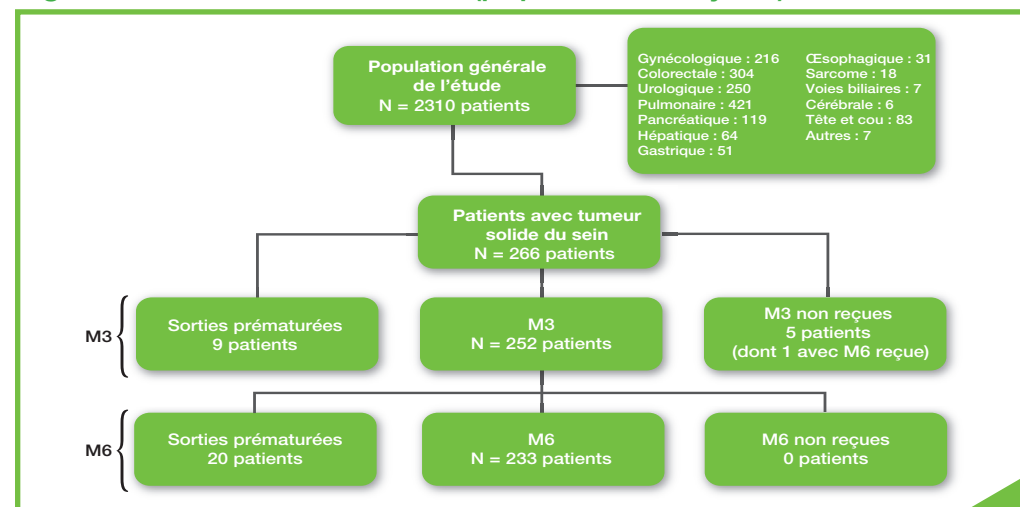 Population générale
de l'étude
N = 2310 patients
Gynécologique : 216
Colorectale : 304
Urologique : 250
Pulmonaire : 421
Pancréatique : 119
Hépatique : 64
Gastrique : 51
Œsophagique : 31
Sarcome : 18
Voies biliaires : 7
Cérébrale : 6
Tête et cou : 83
Autres : 7
Patients avec tumeur
solide du sein
N = 266 patients
M3
Sorties prématurées
9 patients
M3
N = 252 patients
M3 non reçues
5 patients
(dont 1 avec M6 reçue)
M6
Sorties prématurées
20 patients
M6
N = 233 patients
M6 non reçues
0 patients